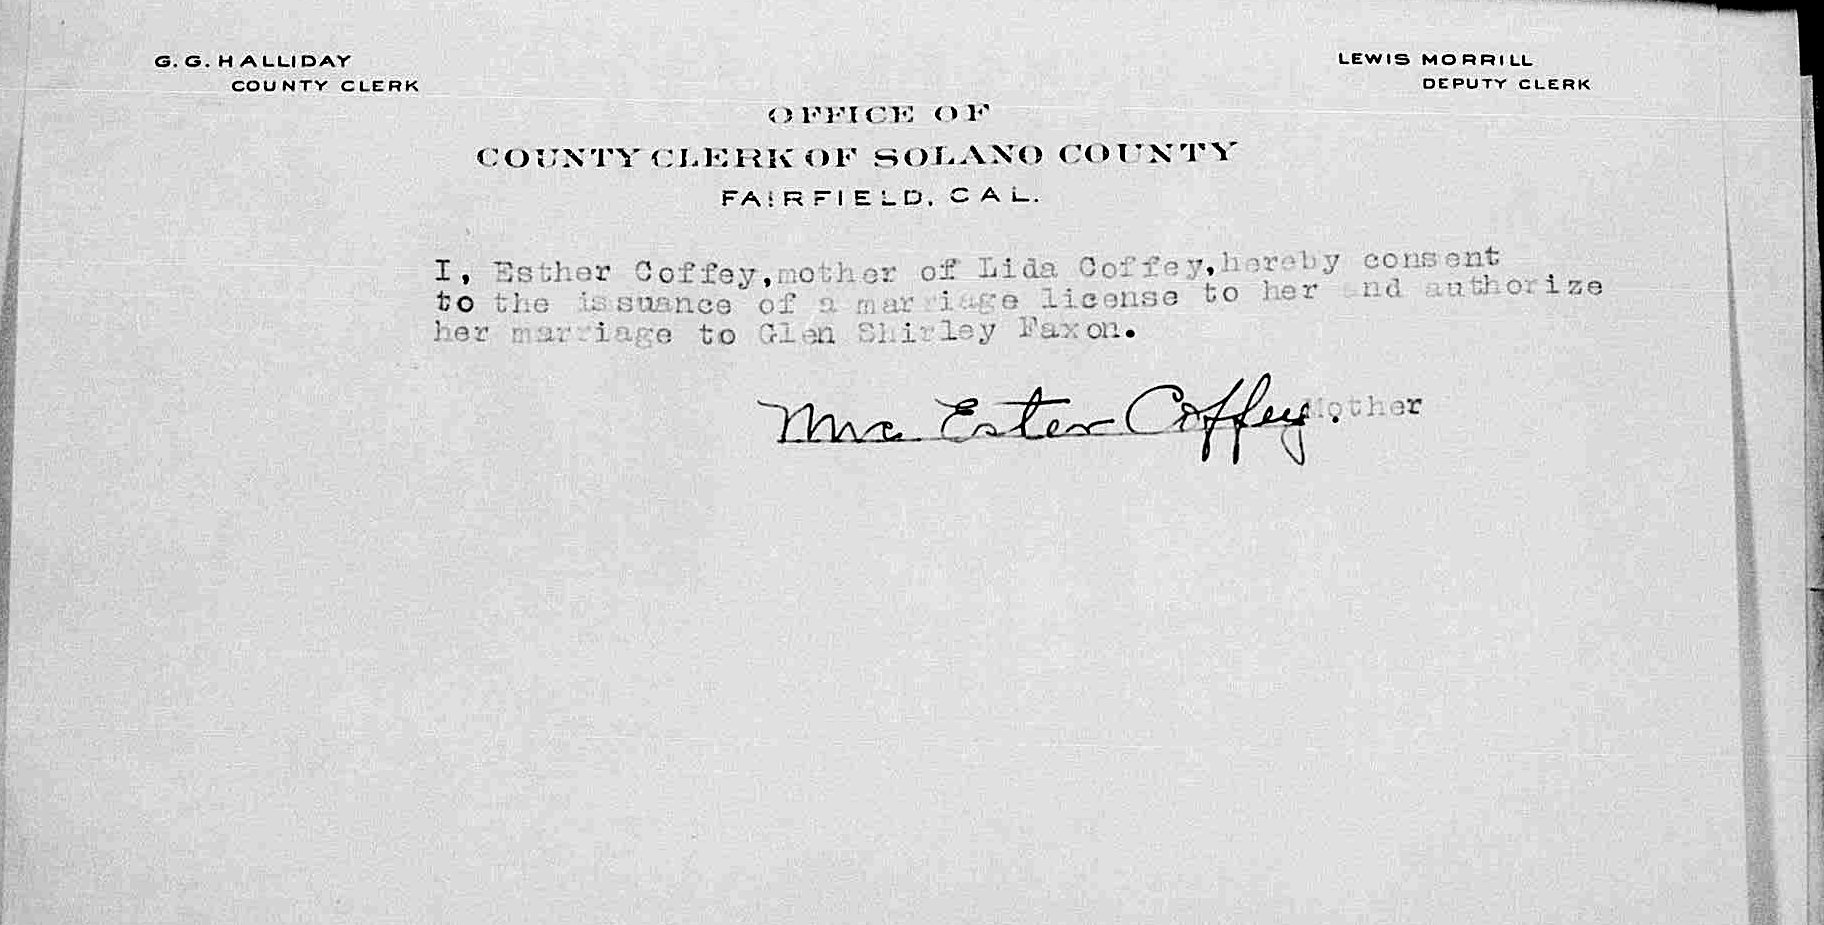 G. G. HALLIDAY
COUNTY CLERK
LEWIS MORRILL
DEPUTY CLERK
OFFICE OF
COUNTY CLERK OF SOLANO COUNTY
FAIRFIELD, CAL.
I, Esther Coffey,mother of Lida Coffey,hereby consent
to the issuance of a marriage license to her and authorize
her marriage to Glen Shirley Faxon.
Mrs. Ester Coffey. Mother